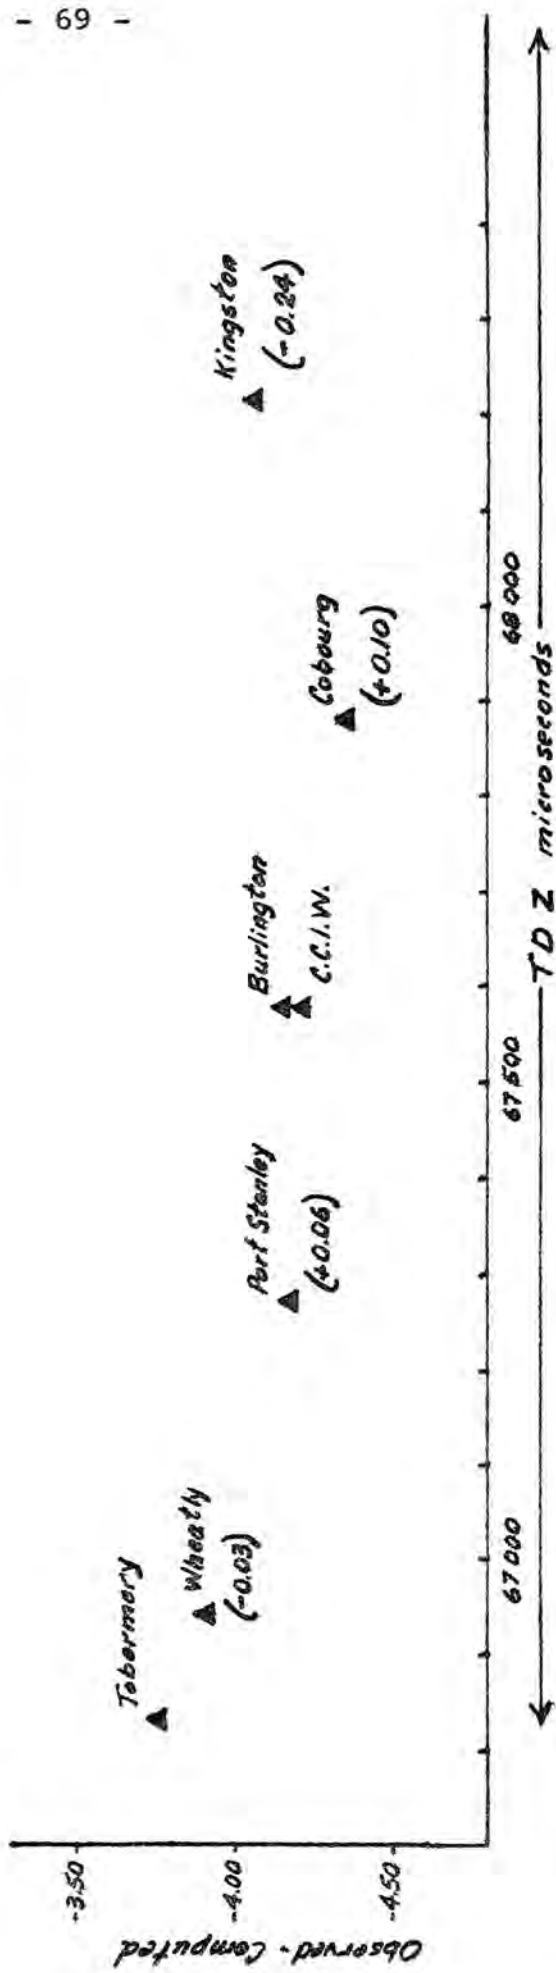 - 69 -
Observed - Computed
-3.50
-4.00
-4.50
Tobermory
Wheatly
(-0.03)
Port Stanley
(+0.06)
Burlington
C.C.I.W.
Cobourg
(+0.10)
Kingston
(-0.24)
67 000
67 500
68 000
TD Z microseconds